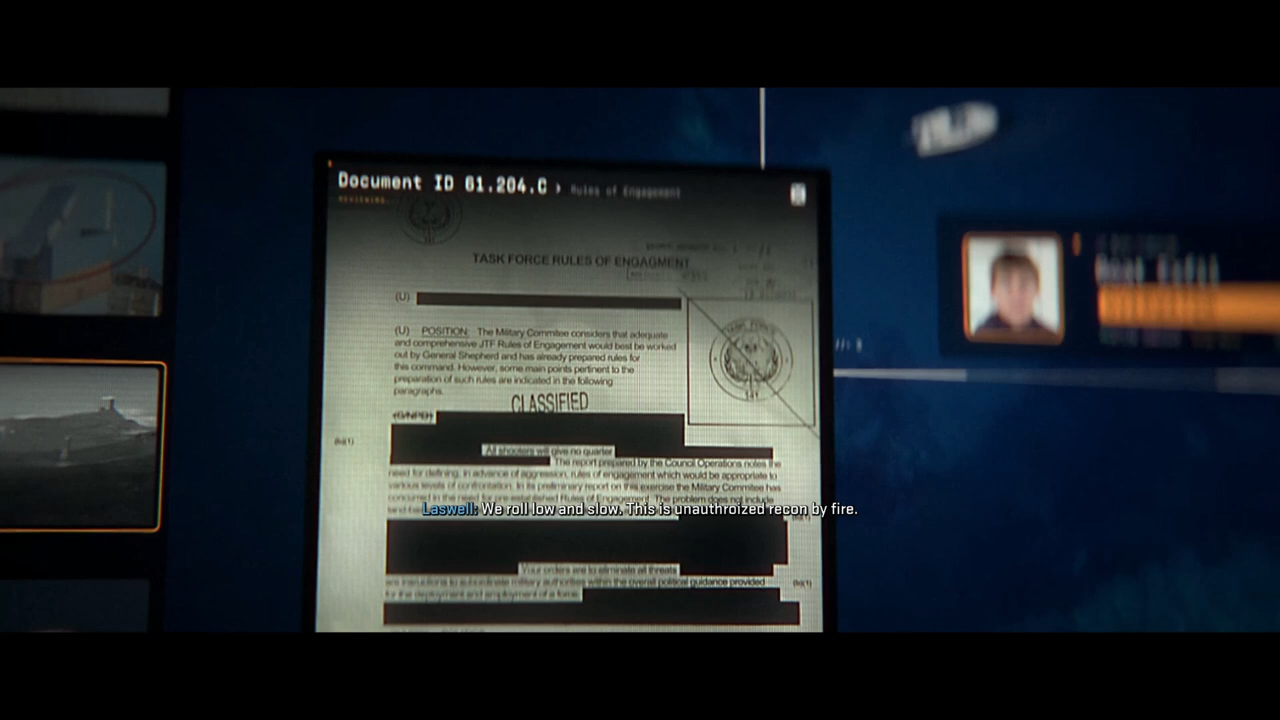 Document ID 61.204.C › Rules of Engagement
TASK FORCE RULES OF ENGAGMENT
(U)
(U) POSITION: The Military Commitee considers that adequate
and comprehensive JTF Rules of Engagement would best be worked
out by General Shepherd and has already prepared rules for
this command. However, some main points pertinent to the
preparation of such rules are indicated in the following
paragraphs.
TASK FORCE
141
CLASSIFIED
(b)(1)
All shooters will give no quarter
The report prepared by the Council Operations notes the
need for defining, in advance of aggression, rules of engagement which would be appropriate to
various levels of confrontation. In its preliminary report on this exercise the Military Commitee has
concurred in the need for pre-established Rules of Engagement. The problem does not include
Laswell: We roll low and slow. This is unauthroized recon by fire.
(b)(1)
Your orders are to eliminate all threats
are insructions to subordinate military authorities within the overall political guidance provided
(b)(1)
for the deployment and employment of a force.